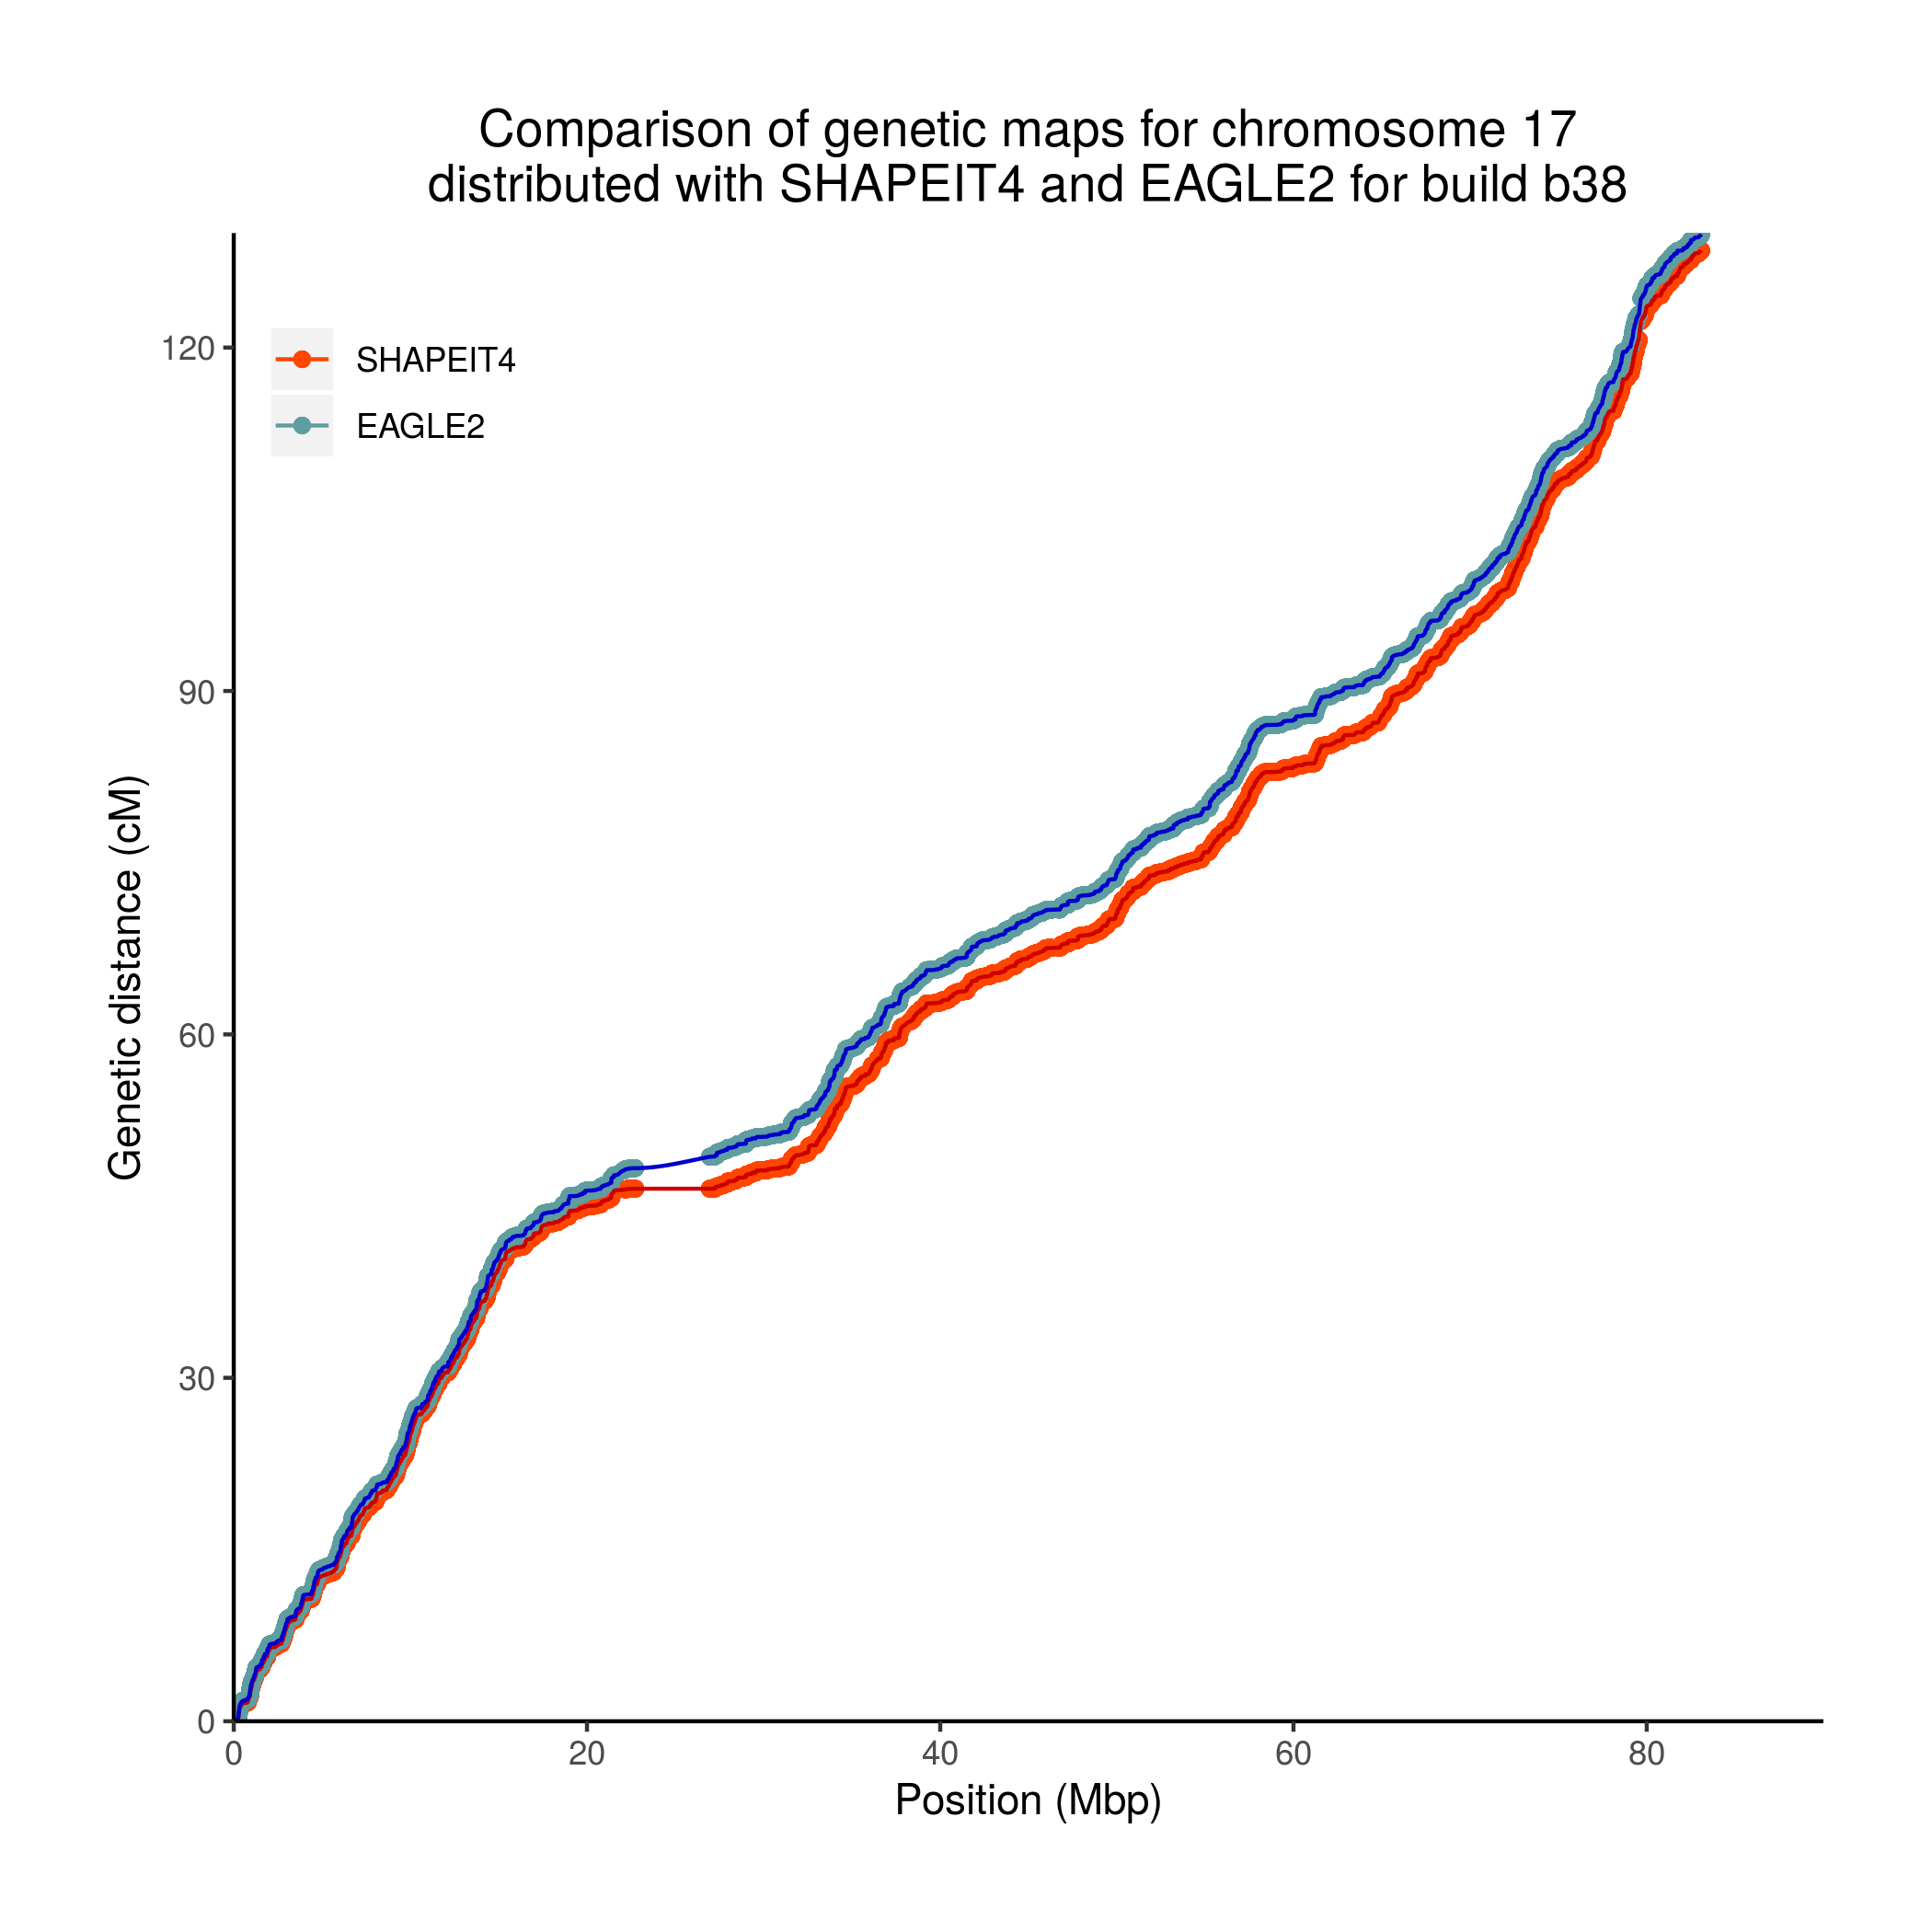 Comparison of genetic maps for chromosome 17
distributed with SHAPEIT4 and EAGLE2 for build b38
SHAPEIT4
EAGLE2
Genetic distance (cM)
120
90
60
30
0
0 20 40 60 80
Position (Mbp)